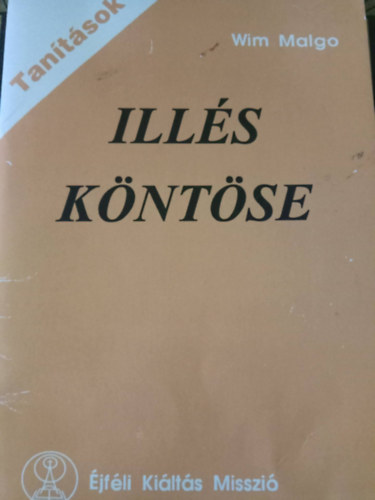 Tanítások
Wim Malgo
ILLÉS
KÖNTÖSE
Éjféli Kiáltás Misszió